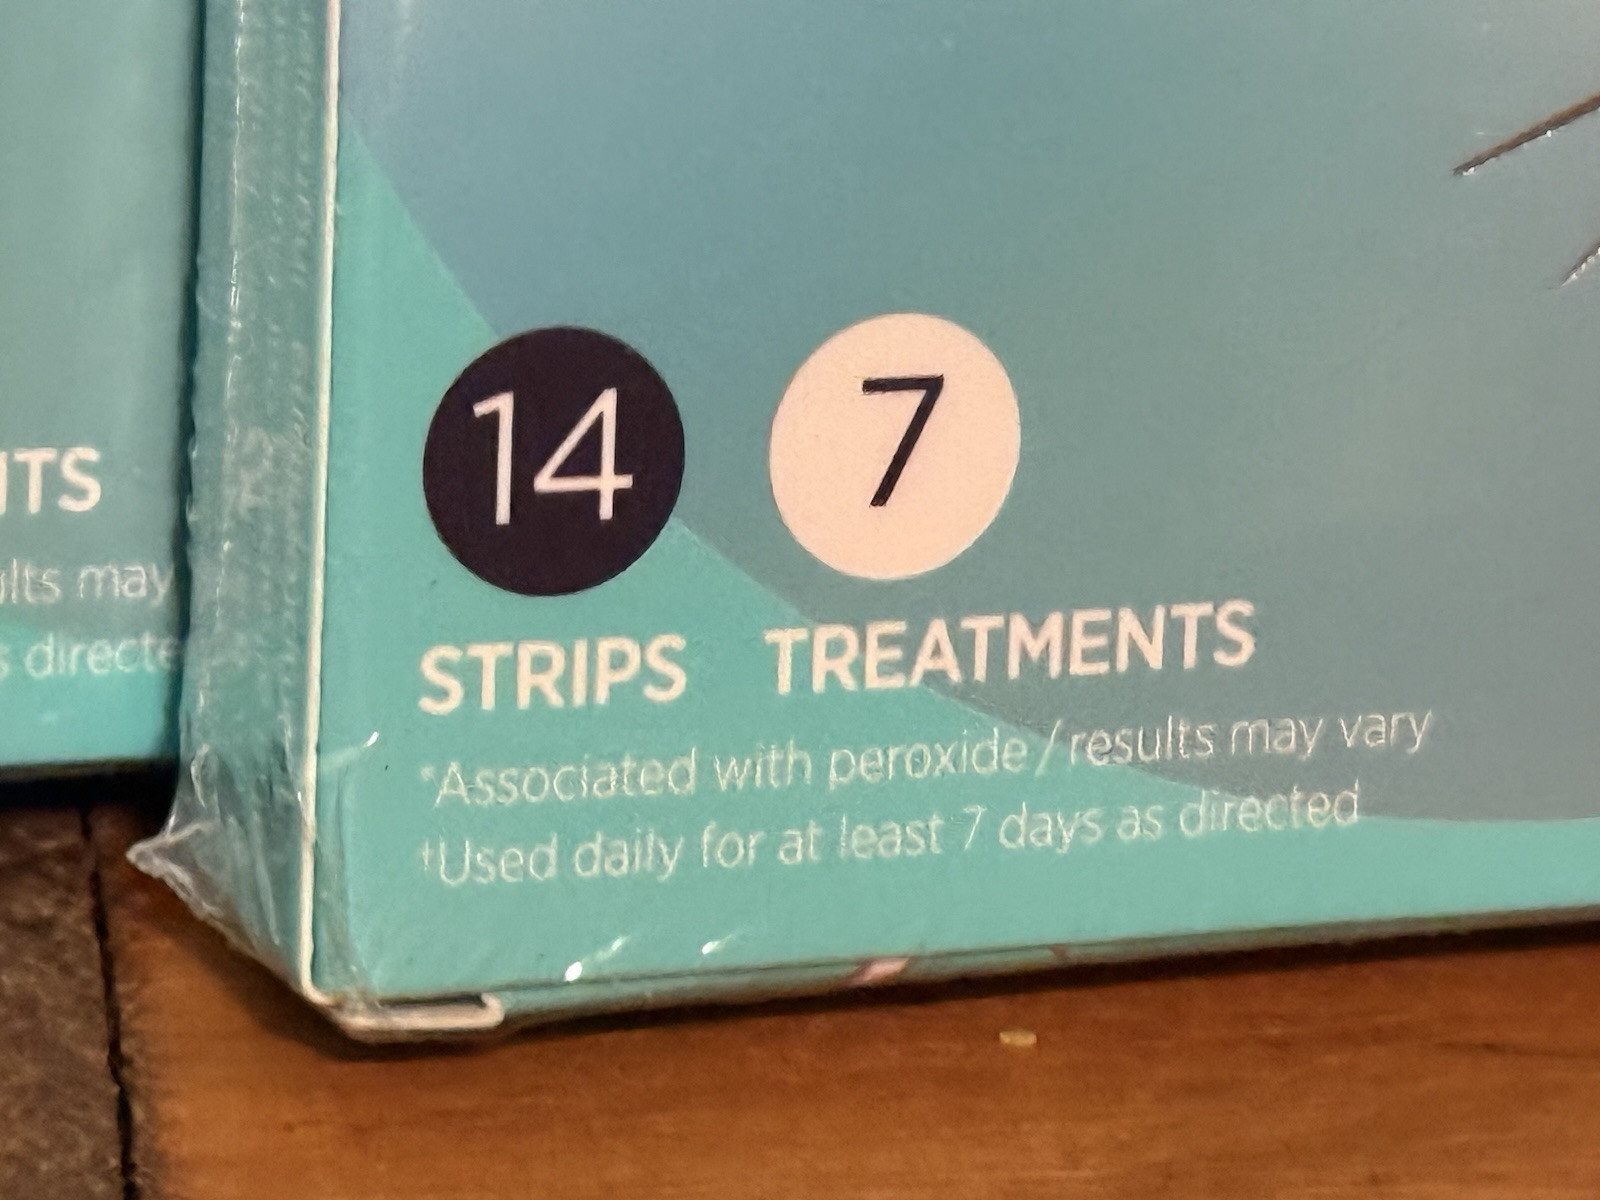 14 7
STRIPS TREATMENTS
*Associated with peroxide / results may vary
†Used daily for at least 7 days as directed
NTS
ults may
s directe